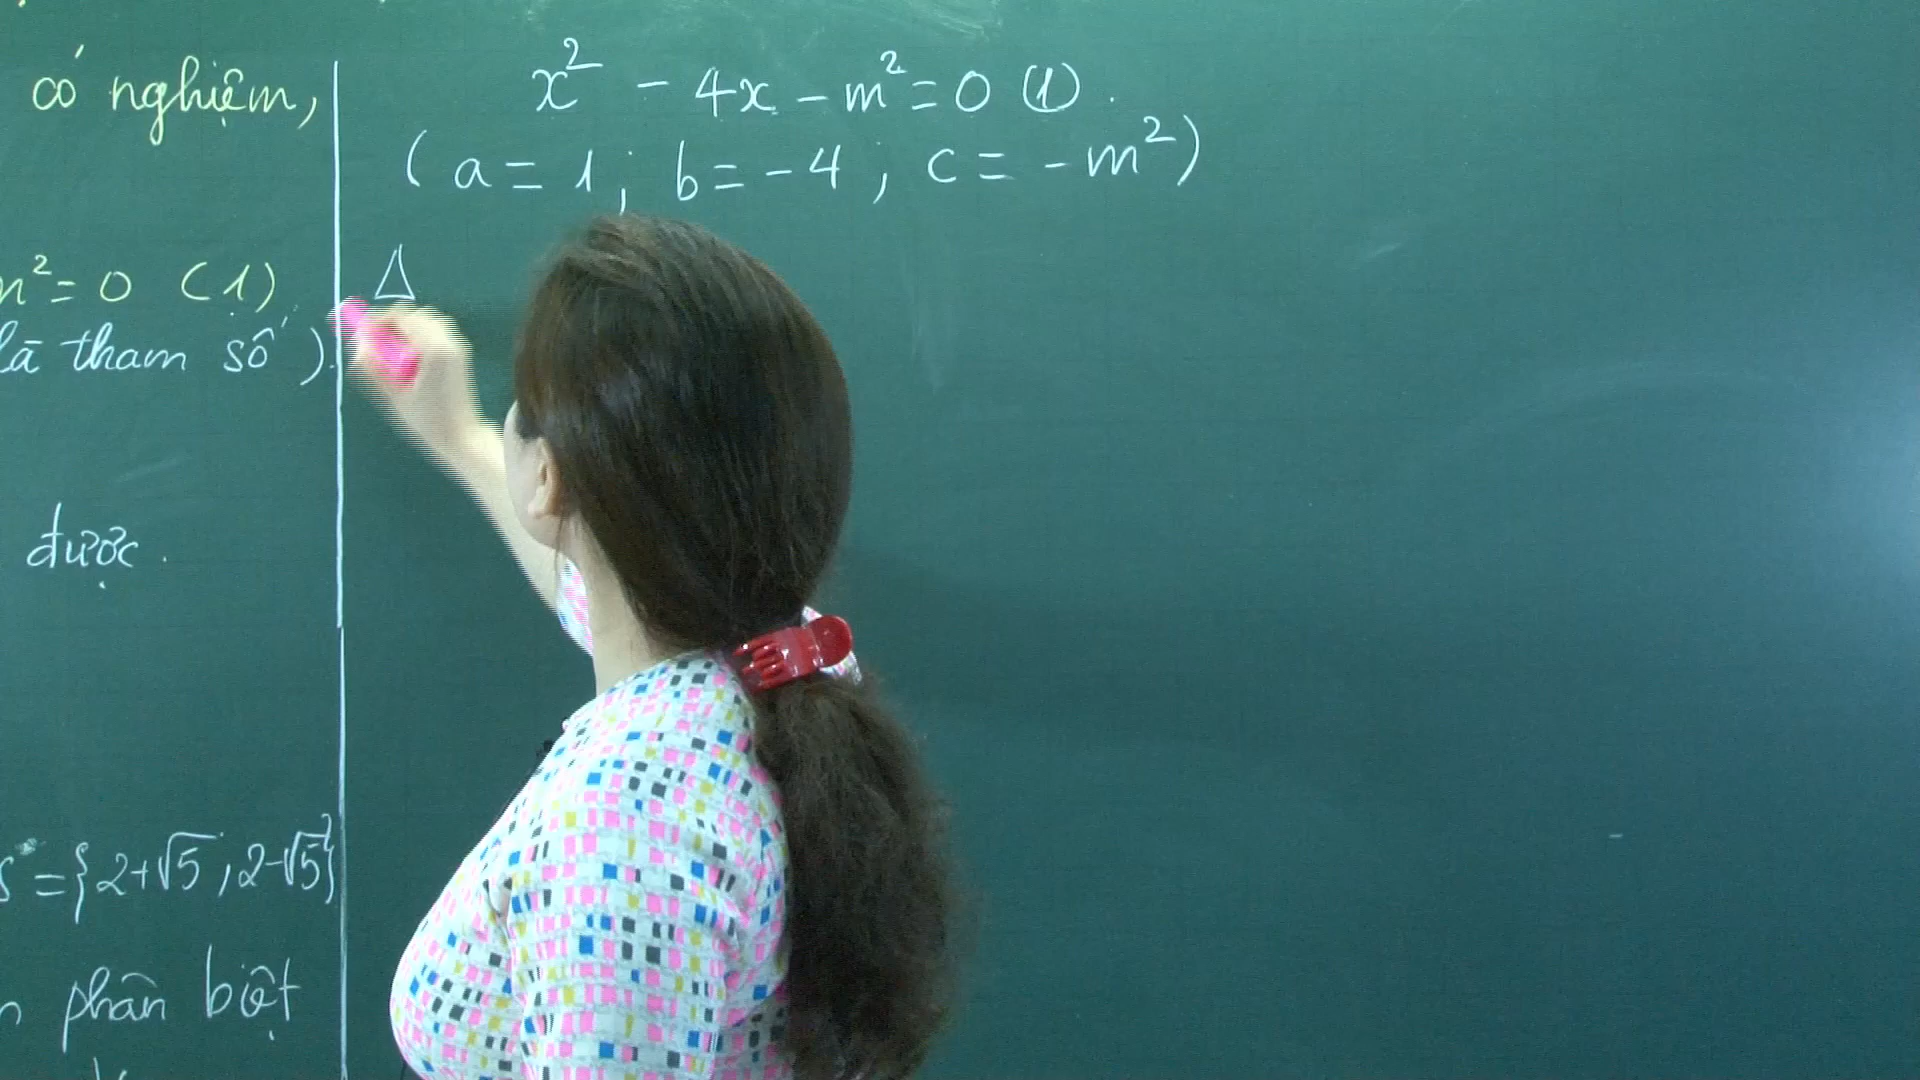 có nghiệm,
² = 0 (1)
là tham số).
được.
= {2+√5 ; 2-√5}
phân biệt
x² - 4x - m² = 0 (1).
(a = 1 ; b = -4 ; c = -m²)
Δ